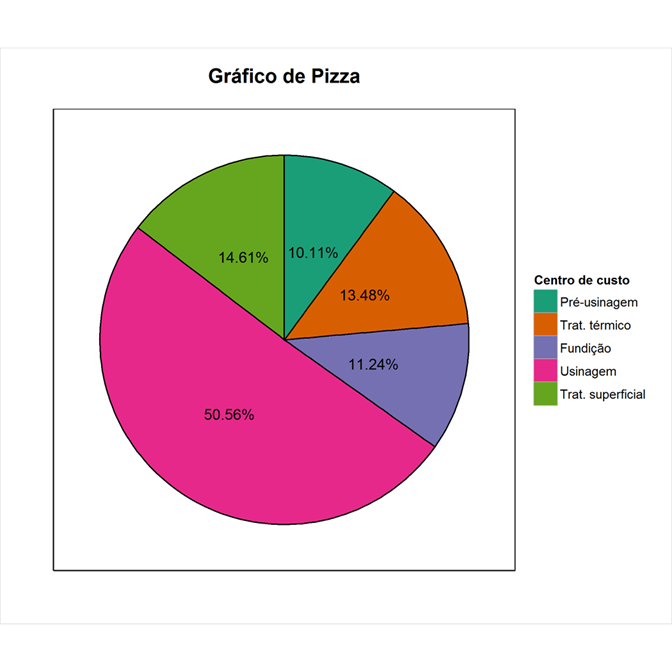 Gráfico de Pizza
14.61%
10.11%
13.48%
11.24%
50.56%
Centro de custo
Pré-usinagem
Trat. térmico
Fundição
Usinagem
Trat. superficial